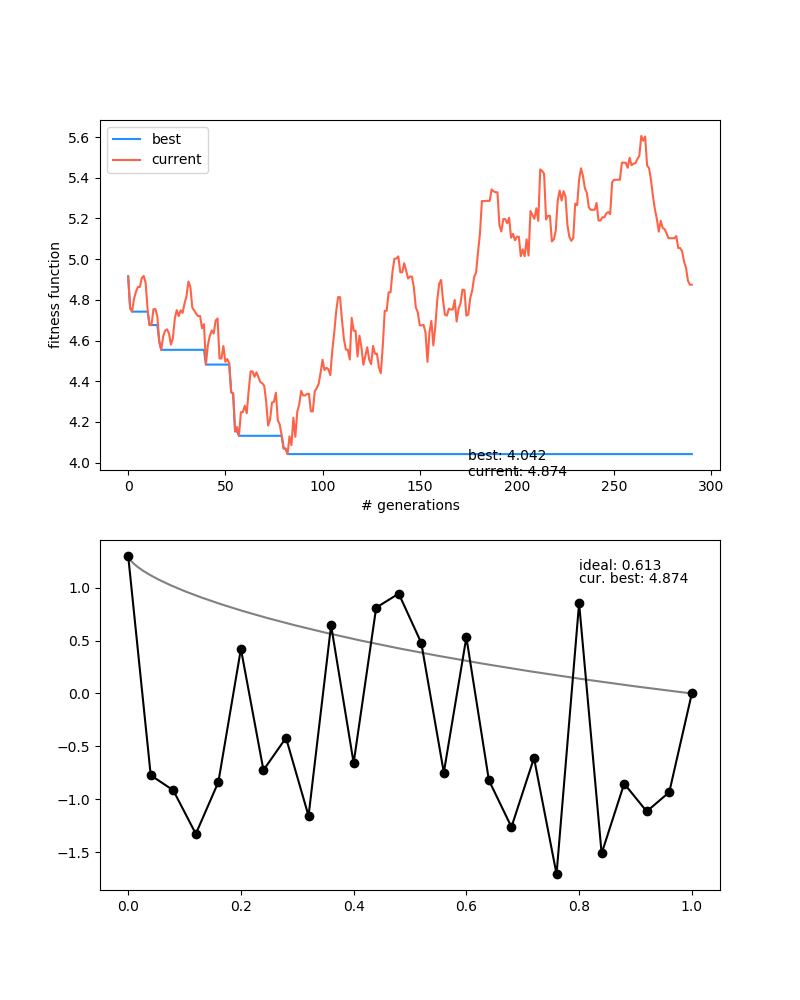 best
current
5.6
5.4
5.2
5.0
4.8
4.6
4.4
4.2
4.0
fitness function
best: 4.042
current: 4.874
0 50 100 150 200 250 300
# generations
ideal: 0.613
cur. best: 4.874
1.0
0.5
0.0
−0.5
−1.0
−1.5
0.0 0.2 0.4 0.6 0.8 1.0